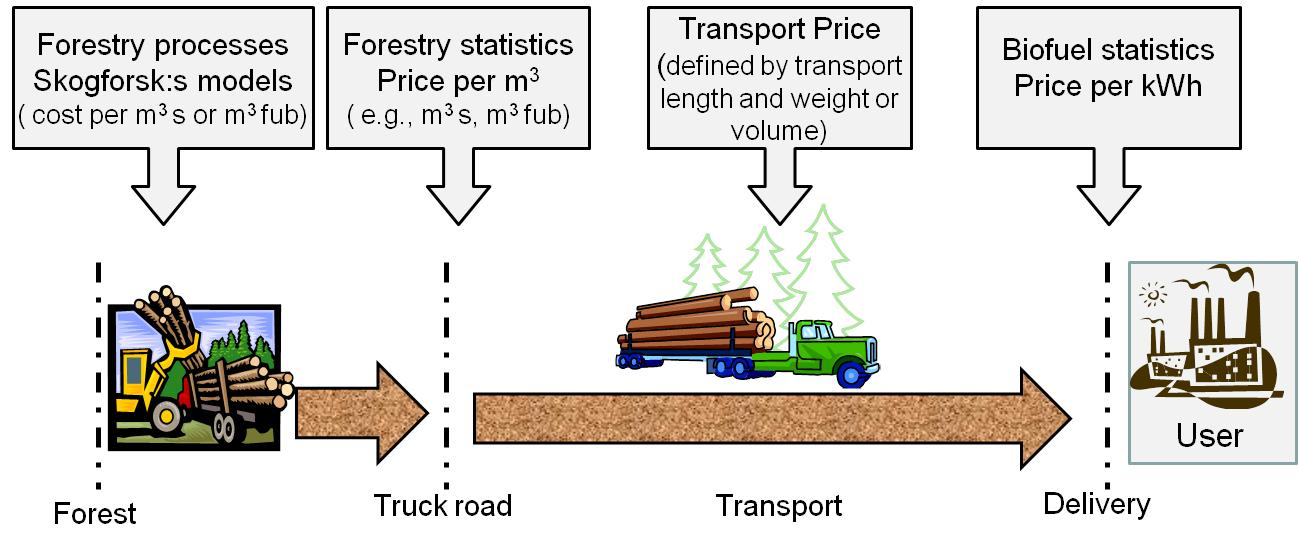 Forestry processes
Skogforsk:s models
( cost per m³ s or m³ fub)
Forestry statistics
Price per m³
( e.g., m³ s, m³ fub)
Transport Price
(defined by transport
length and weight or
volume)
Biofuel statistics
Price per kWh
User
Forest
Truck road
Transport
Delivery